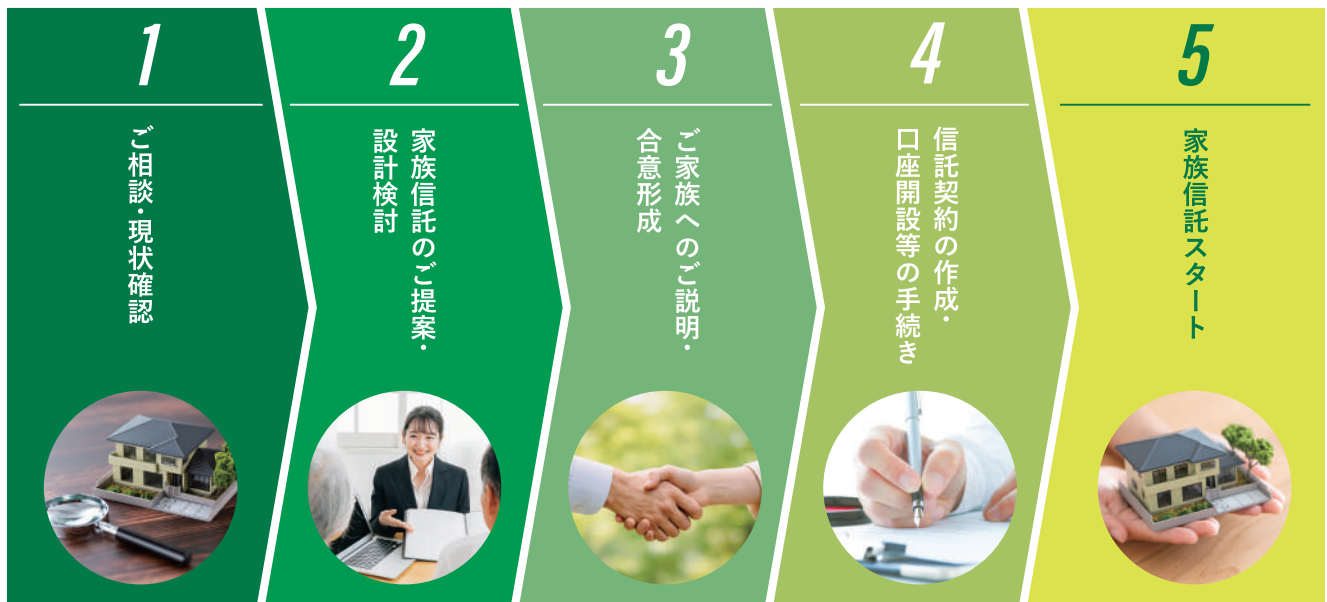 1
ご相談・現状確認
2
家族信託のご提案・
設計検討
3
ご家族へのご説明・
合意形成
4
信託契約の作成・
口座開設等の手続き
5
家族信託スタート